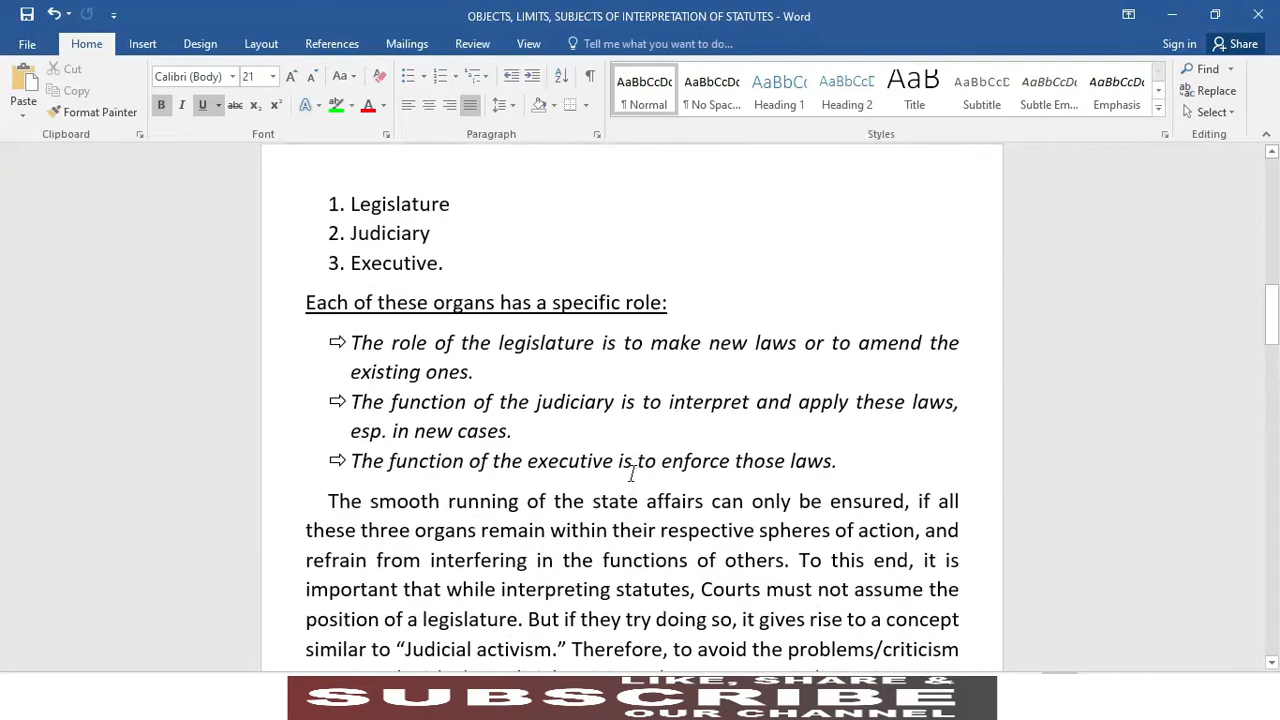 OBJECTS, LIMITS, SUBJECTS OF INTERPRETATION OF STATUTES - Word
File Home Insert Design Layout References Mailings Review View Tell me what you want to do... Sign in Share
Paste Cut Copy Format Painter
Calibri (Body) 21
AaBbCcDc AaBbCcDc AaBbCc AaBbCcD AaB AaBbCcD AaBbCcDc AaBbCcDc
¶ Normal ¶ No Spac... Heading 1 Heading 2 Title Subtitle Subtle Em... Emphasis
Find Replace Select
Clipboard Font Paragraph Styles Editing
1. Legislature
2. Judiciary
3. Executive.
Each of these organs has a specific role:
⇨ The role of the legislature is to make new laws or to amend the
existing ones.
⇨ The function of the judiciary is to interpret and apply these laws,
esp. in new cases.
⇨ The function of the executive is to enforce those laws.
The smooth running of the state affairs can only be ensured, if all
these three organs remain within their respective spheres of action, and
refrain from interfering in the functions of others. To this end, it is
important that while interpreting statutes, Courts must not assume the
position of a legislature. But if they try doing so, it gives rise to a concept
similar to “Judicial activism.” Therefore, to avoid the problems/criticism
LIKE, SHARE &
SUBSCRIBE
OUR CHANNEL